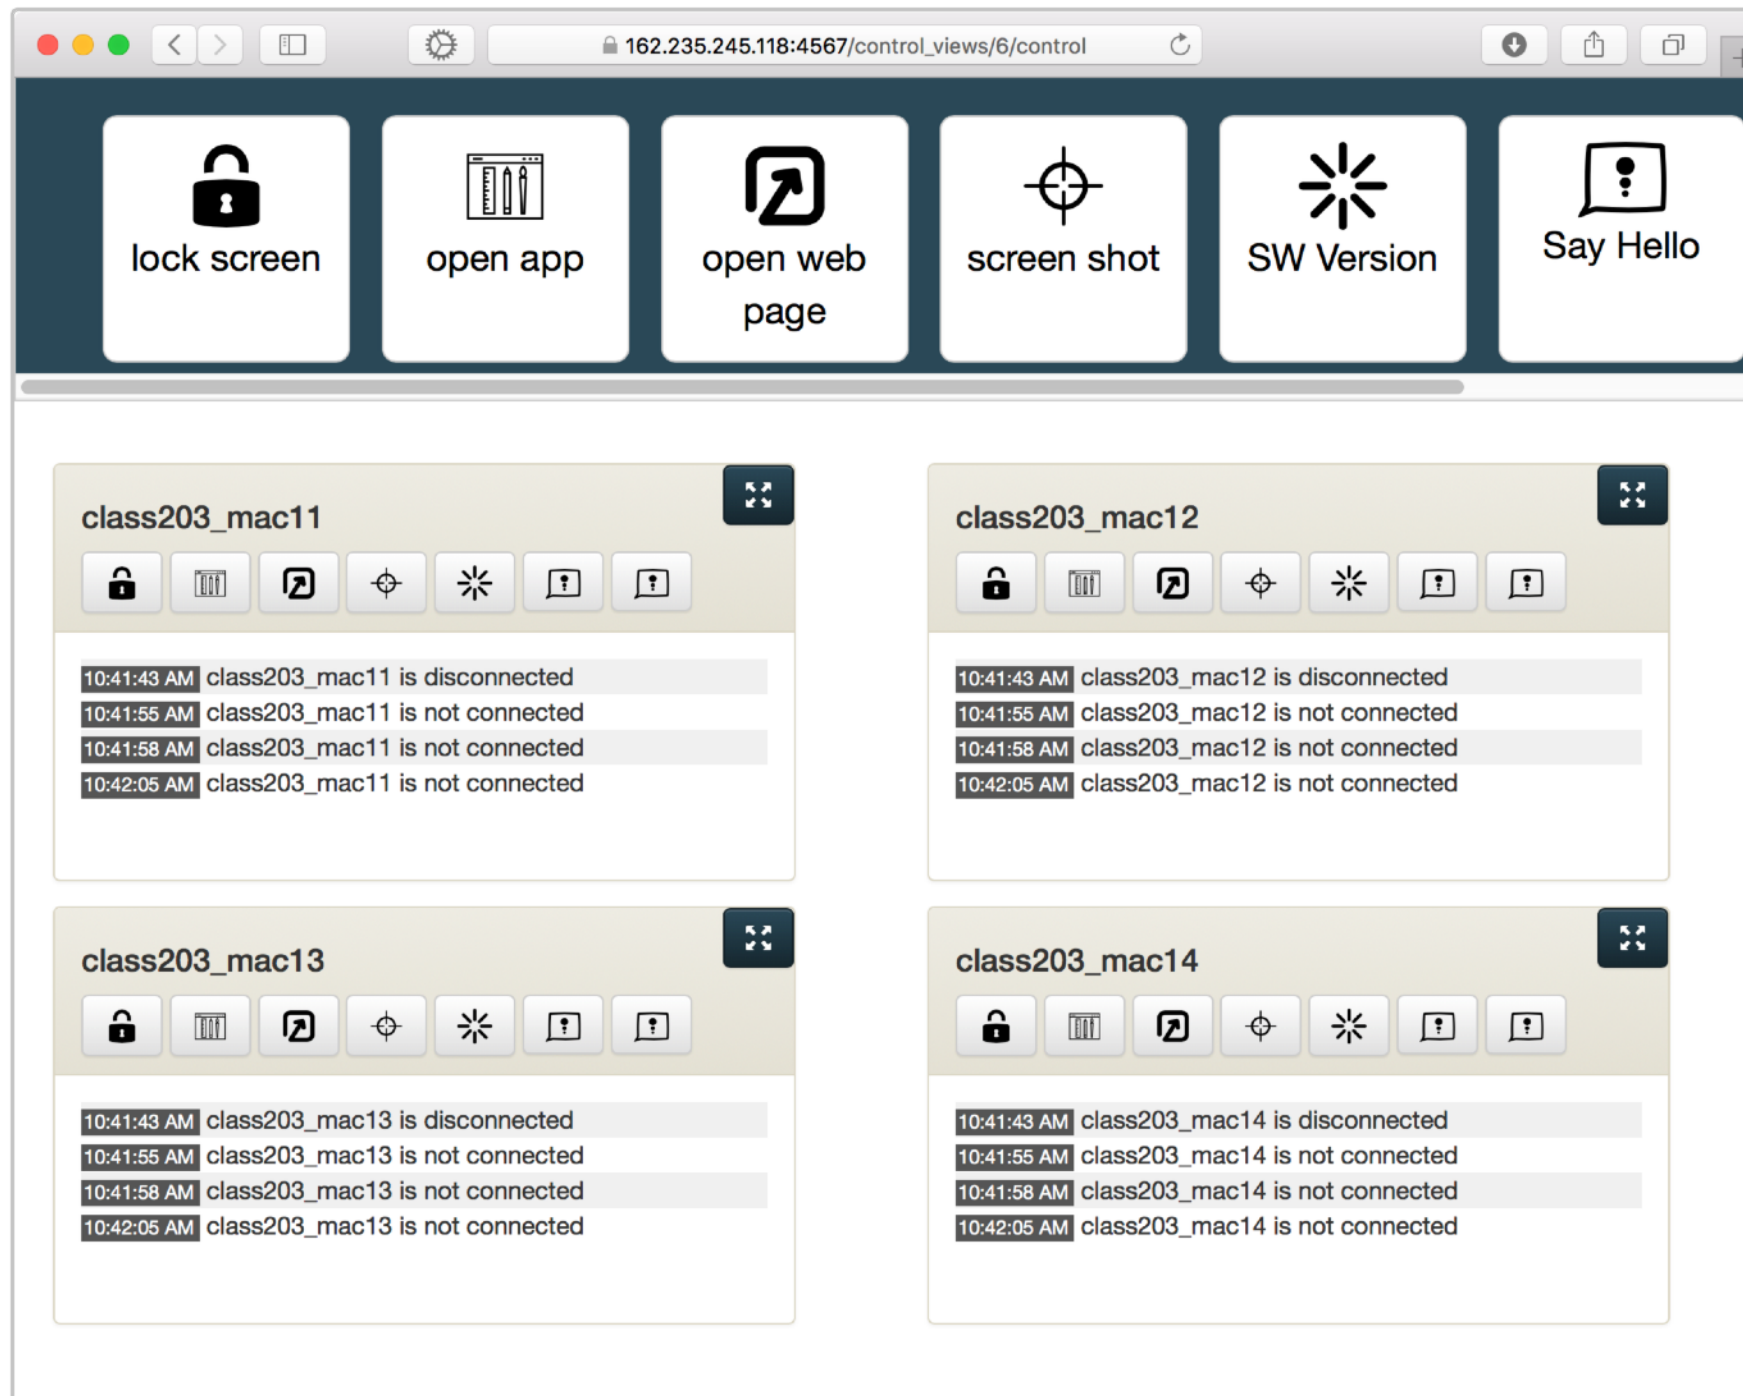 162.235.245.118:4567/control_views/6/control
lock screen
open app
open web
page
screen shot
SW Version
Say Hello
class203_mac11
10:41:43 AM class203_mac11 is disconnected
10:41:55 AM class203_mac11 is not connected
10:41:58 AM class203_mac11 is not connected
10:42:05 AM class203_mac11 is not connected
class203_mac12
10:41:43 AM class203_mac12 is disconnected
10:41:55 AM class203_mac12 is not connected
10:41:58 AM class203_mac12 is not connected
10:42:05 AM class203_mac12 is not connected
class203_mac13
10:41:43 AM class203_mac13 is disconnected
10:41:55 AM class203_mac13 is not connected
10:41:58 AM class203_mac13 is not connected
10:42:05 AM class203_mac13 is not connected
class203_mac14
10:41:43 AM class203_mac14 is disconnected
10:41:55 AM class203_mac14 is not connected
10:41:58 AM class203_mac14 is not connected
10:42:05 AM class203_mac14 is not connected